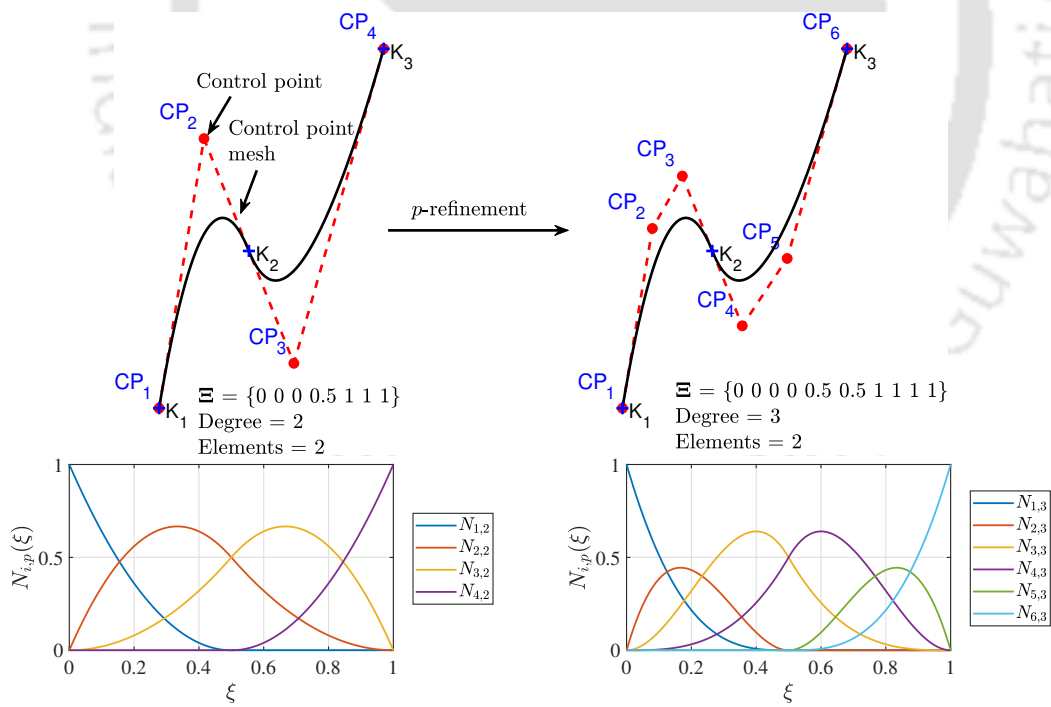 CP4
K3
Control point
CP2
Control point
mesh
K2
CP3
CP1
K1
Ξ = {0 0 0 0.5 1 1 1}
Degree = 2
Elements = 2
p-refinement
CP6
K3
CP3
CP2
CP5
K2
CP4
CP1
K1
Ξ = {0 0 0 0 0.5 0.5 1 1 1 1}
Degree = 3
Elements = 2
Ni,p(ξ)
1
0.5
0
0 0.2 0.4 0.6 0.8 1
ξ
N1,2
N2,2
N3,2
N4,2
Ni,p(ξ)
1
0.5
0
0 0.2 0.4 0.6 0.8 1
ξ
N1,3
N2,3
N3,3
N4,3
N5,3
N6,3
Guwahati